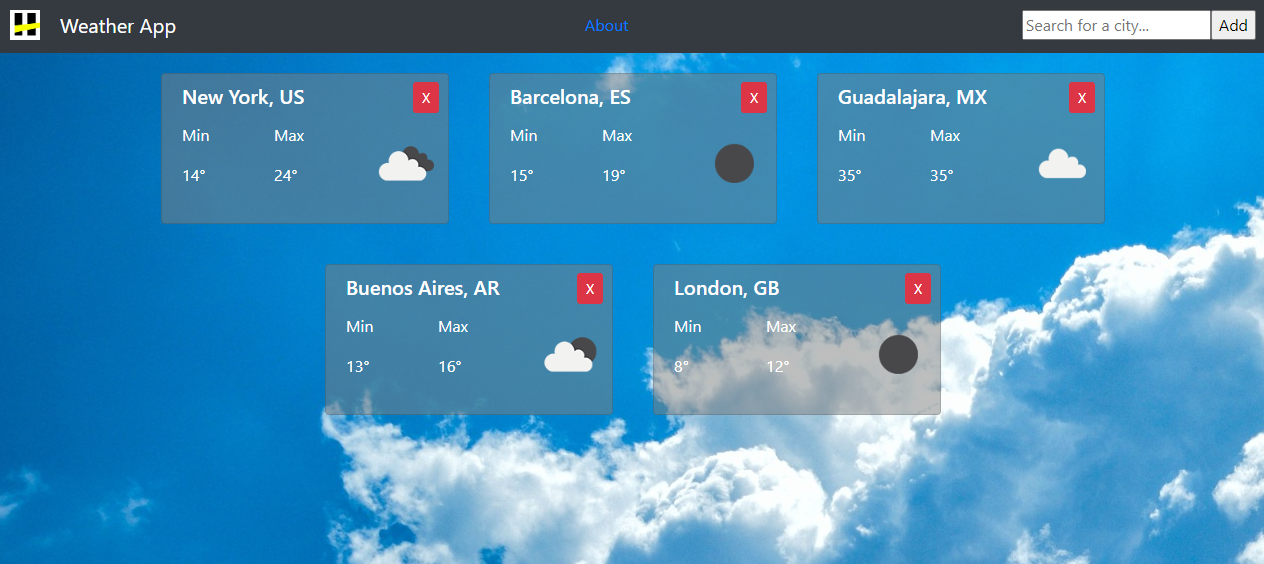 Weather App
About
Search for a city...
Add
New York, US
X
Min
Max
14°
24°
Barcelona, ES
X
Min
Max
15°
19°
Guadalajara, MX
X
Min
Max
35°
35°
Buenos Aires, AR
X
Min
Max
13°
16°
London, GB
X
Min
Max
8°
12°